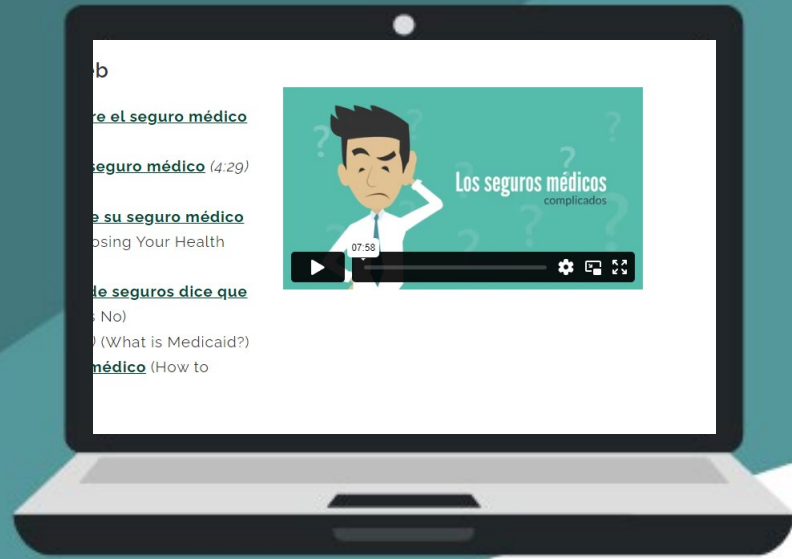 eb
re el seguro médico
seguro médico (4:29)
e su seguro médico
osing Your Health
de seguros dice que
s No)
) (What is Medicaid?)
médico (How to
Los seguros médicos
complicados
07:58